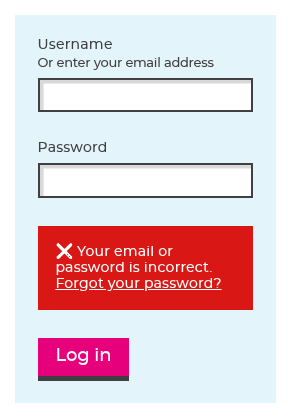 Username
Or enter your email address
Password
Your email or
password is incorrect.
Forgot your password?
Log in